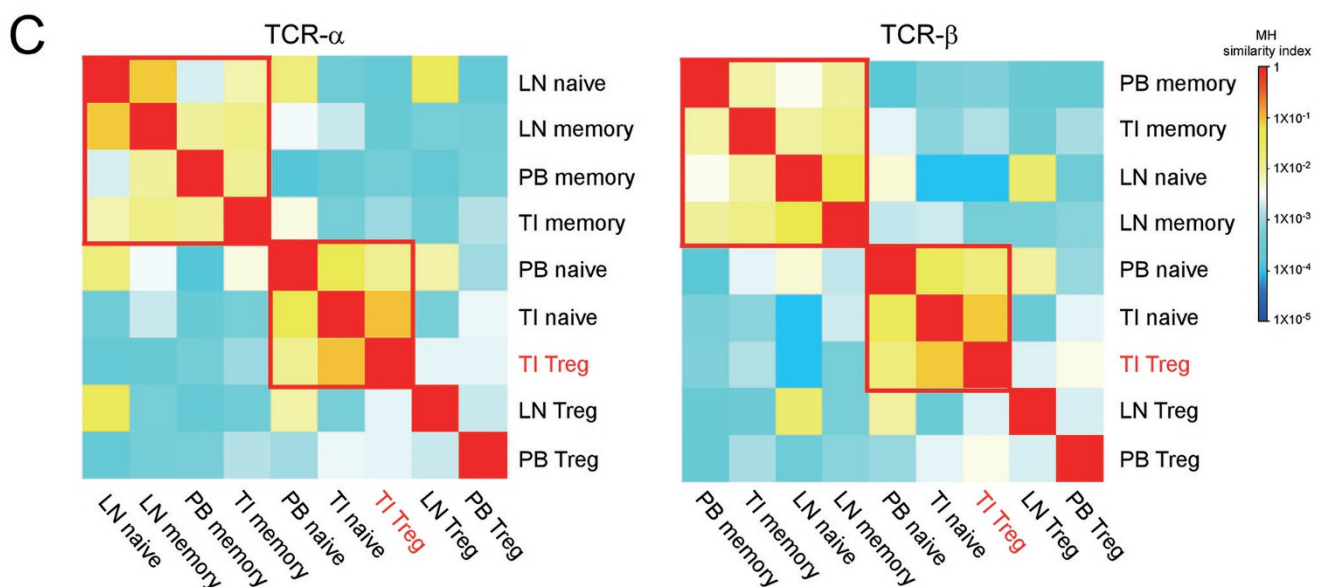 C
TCR-α
LN naive
LN memory
PB memory
TI memory
PB naive
TI naive
TI Treg
LN Treg
PB Treg
LN naive
LN memory
PB memory
TI memory
PB naive
TI naive
TI Treg
LN Treg
PB Treg
TCR-β
PB memory
TI memory
LN naive
LN memory
PB naive
TI naive
TI Treg
LN Treg
PB Treg
PB memory
TI memory
LN naive
LN memory
PB naive
TI naive
TI Treg
LN Treg
PB Treg
MH
similarity index
1
1X10⁻¹
1X10⁻²
1X10⁻³
1X10⁻⁴
1X10⁻⁵